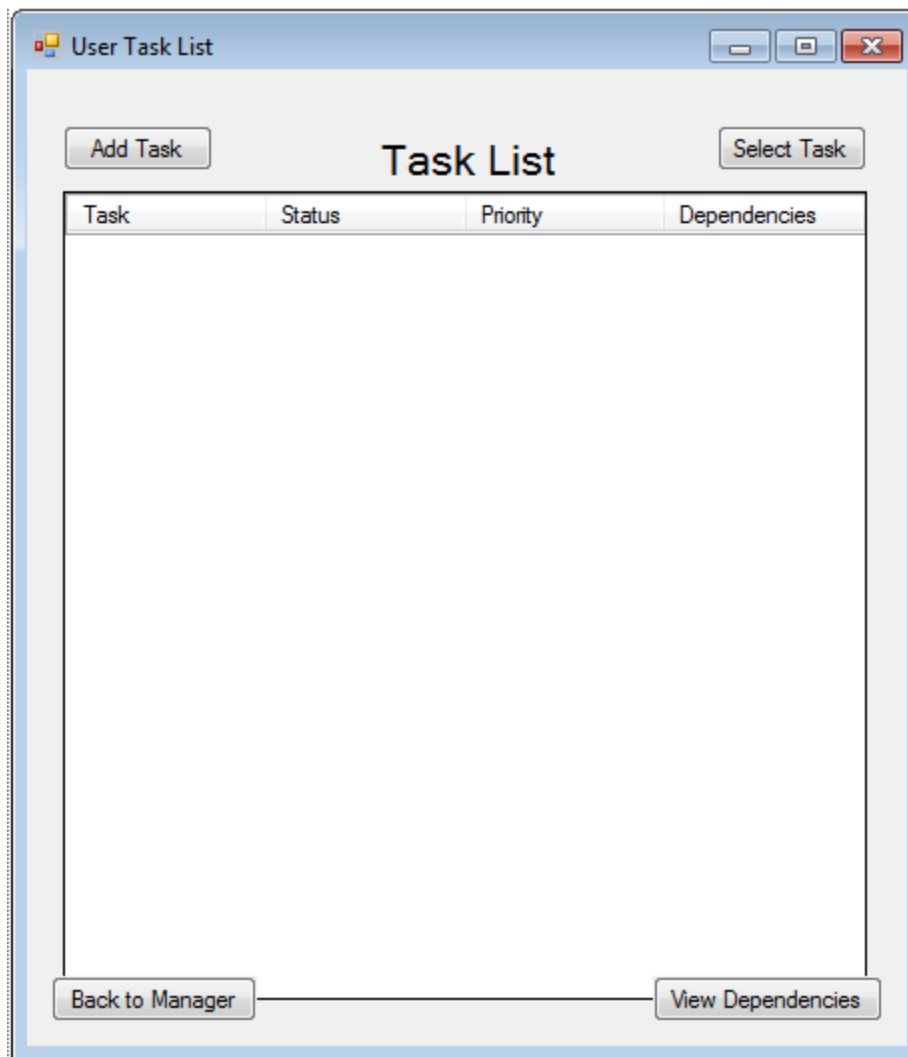 User Task List
Add Task
Task List
Select Task
Task Status Priority Dependencies
Back to Manager
View Dependencies